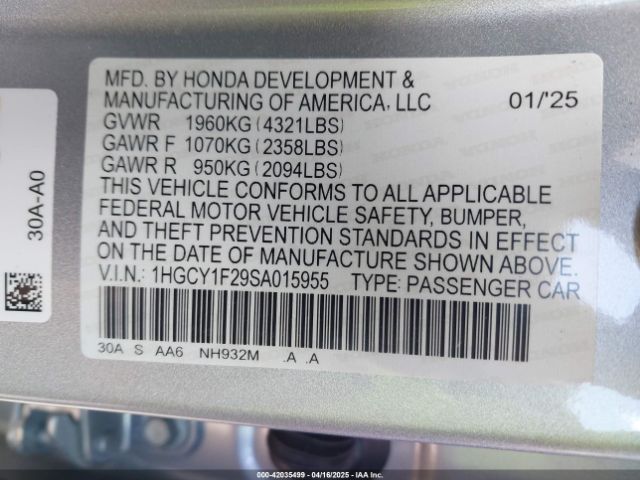 MFD. BY HONDA DEVELOPMENT &
MANUFACTURING OF AMERICA, LLC 01/'25
GVWR 1960KG (4321LBS)
GAWR F 1070KG (2358LBS)
GAWR R 950KG (2094LBS)
THIS VEHICLE CONFORMS TO ALL APPLICABLE
FEDERAL MOTOR VEHICLE SAFETY, BUMPER,
AND THEFT PREVENTION STANDARDS IN EFFECT
ON THE DATE OF MANUFACTURE SHOWN ABOVE.
V.I.N.: 1HGCY1F29SA015955 TYPE: PASSENGER CAR
30A S AA6 NH932M .A .A
30A-A0
000-42035499 - 04/16/2025 - IAA Inc.